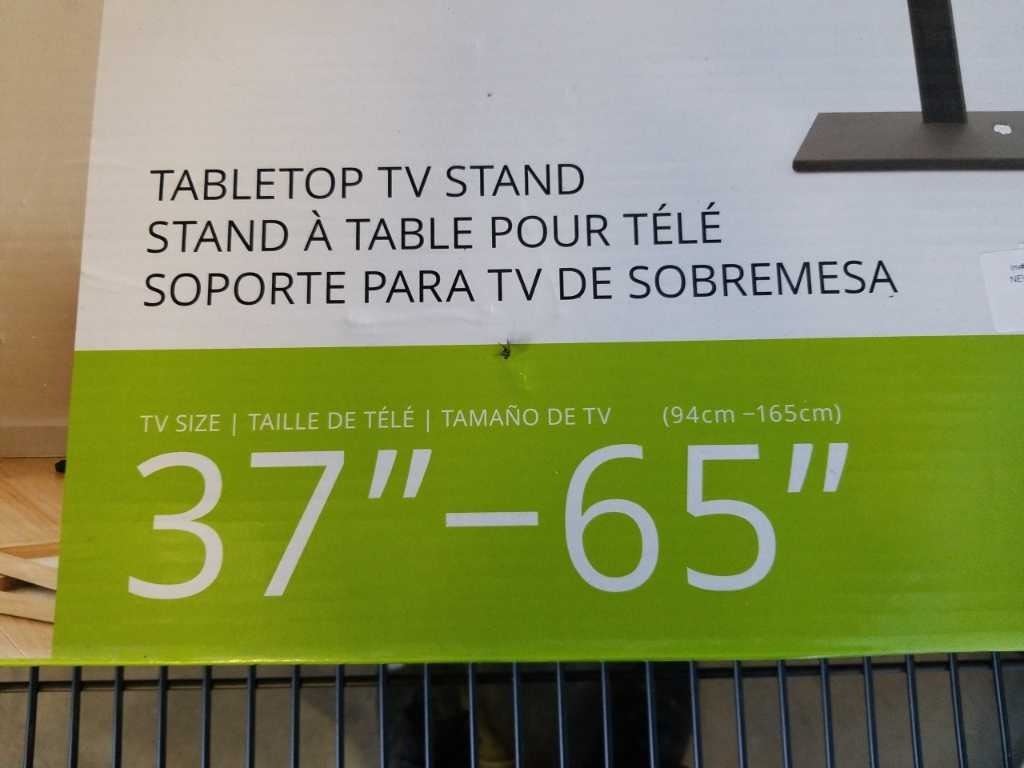 TABLETOP TV STAND
STAND À TABLE POUR TÉLÉ
SOPORTE PARA TV DE SOBREMESA
TV SIZE | TAILLE DE TÉLÉ | TAMAÑO DE TV (94cm –165cm)
37”–65”